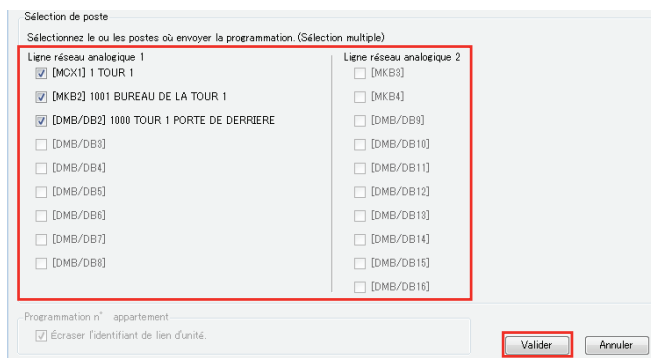 Sélection de poste
Sélectionnez le ou les postes où envoyer la programmation. (Sélection multiple)
Ligne réseau analogique 1
[MCX1] 1 TOUR 1
[MKB2] 1001 BUREAU DE LA TOUR 1
[DMB/DB2] 1000 TOUR 1 PORTE DE DERRIERE
[DMB/DB3]
[DMB/DB4]
[DMB/DB5]
[DMB/DB6]
[DMB/DB7]
[DMB/DB8]
Ligne réseau analogique 2
[MKB3]
[MKB4]
[DMB/DB9]
[DMB/DB10]
[DMB/DB11]
[DMB/DB12]
[DMB/DB13]
[DMB/DB14]
[DMB/DB15]
[DMB/DB16]
Programmation n° appartement
Écraser l'identifiant de lien d'unité.
Valider
Annuler